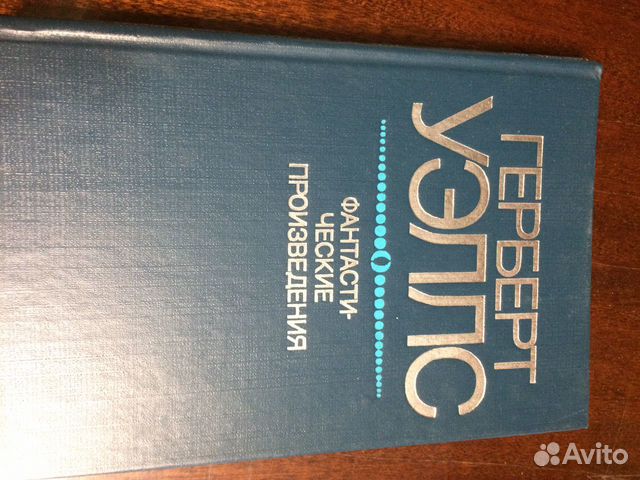 ГЕРБЕРТ
УЭЛЛС
ФАНТАСТИ-
ЧЕСКИЕ
ПРОИЗВЕДЕНИЯ
Avito